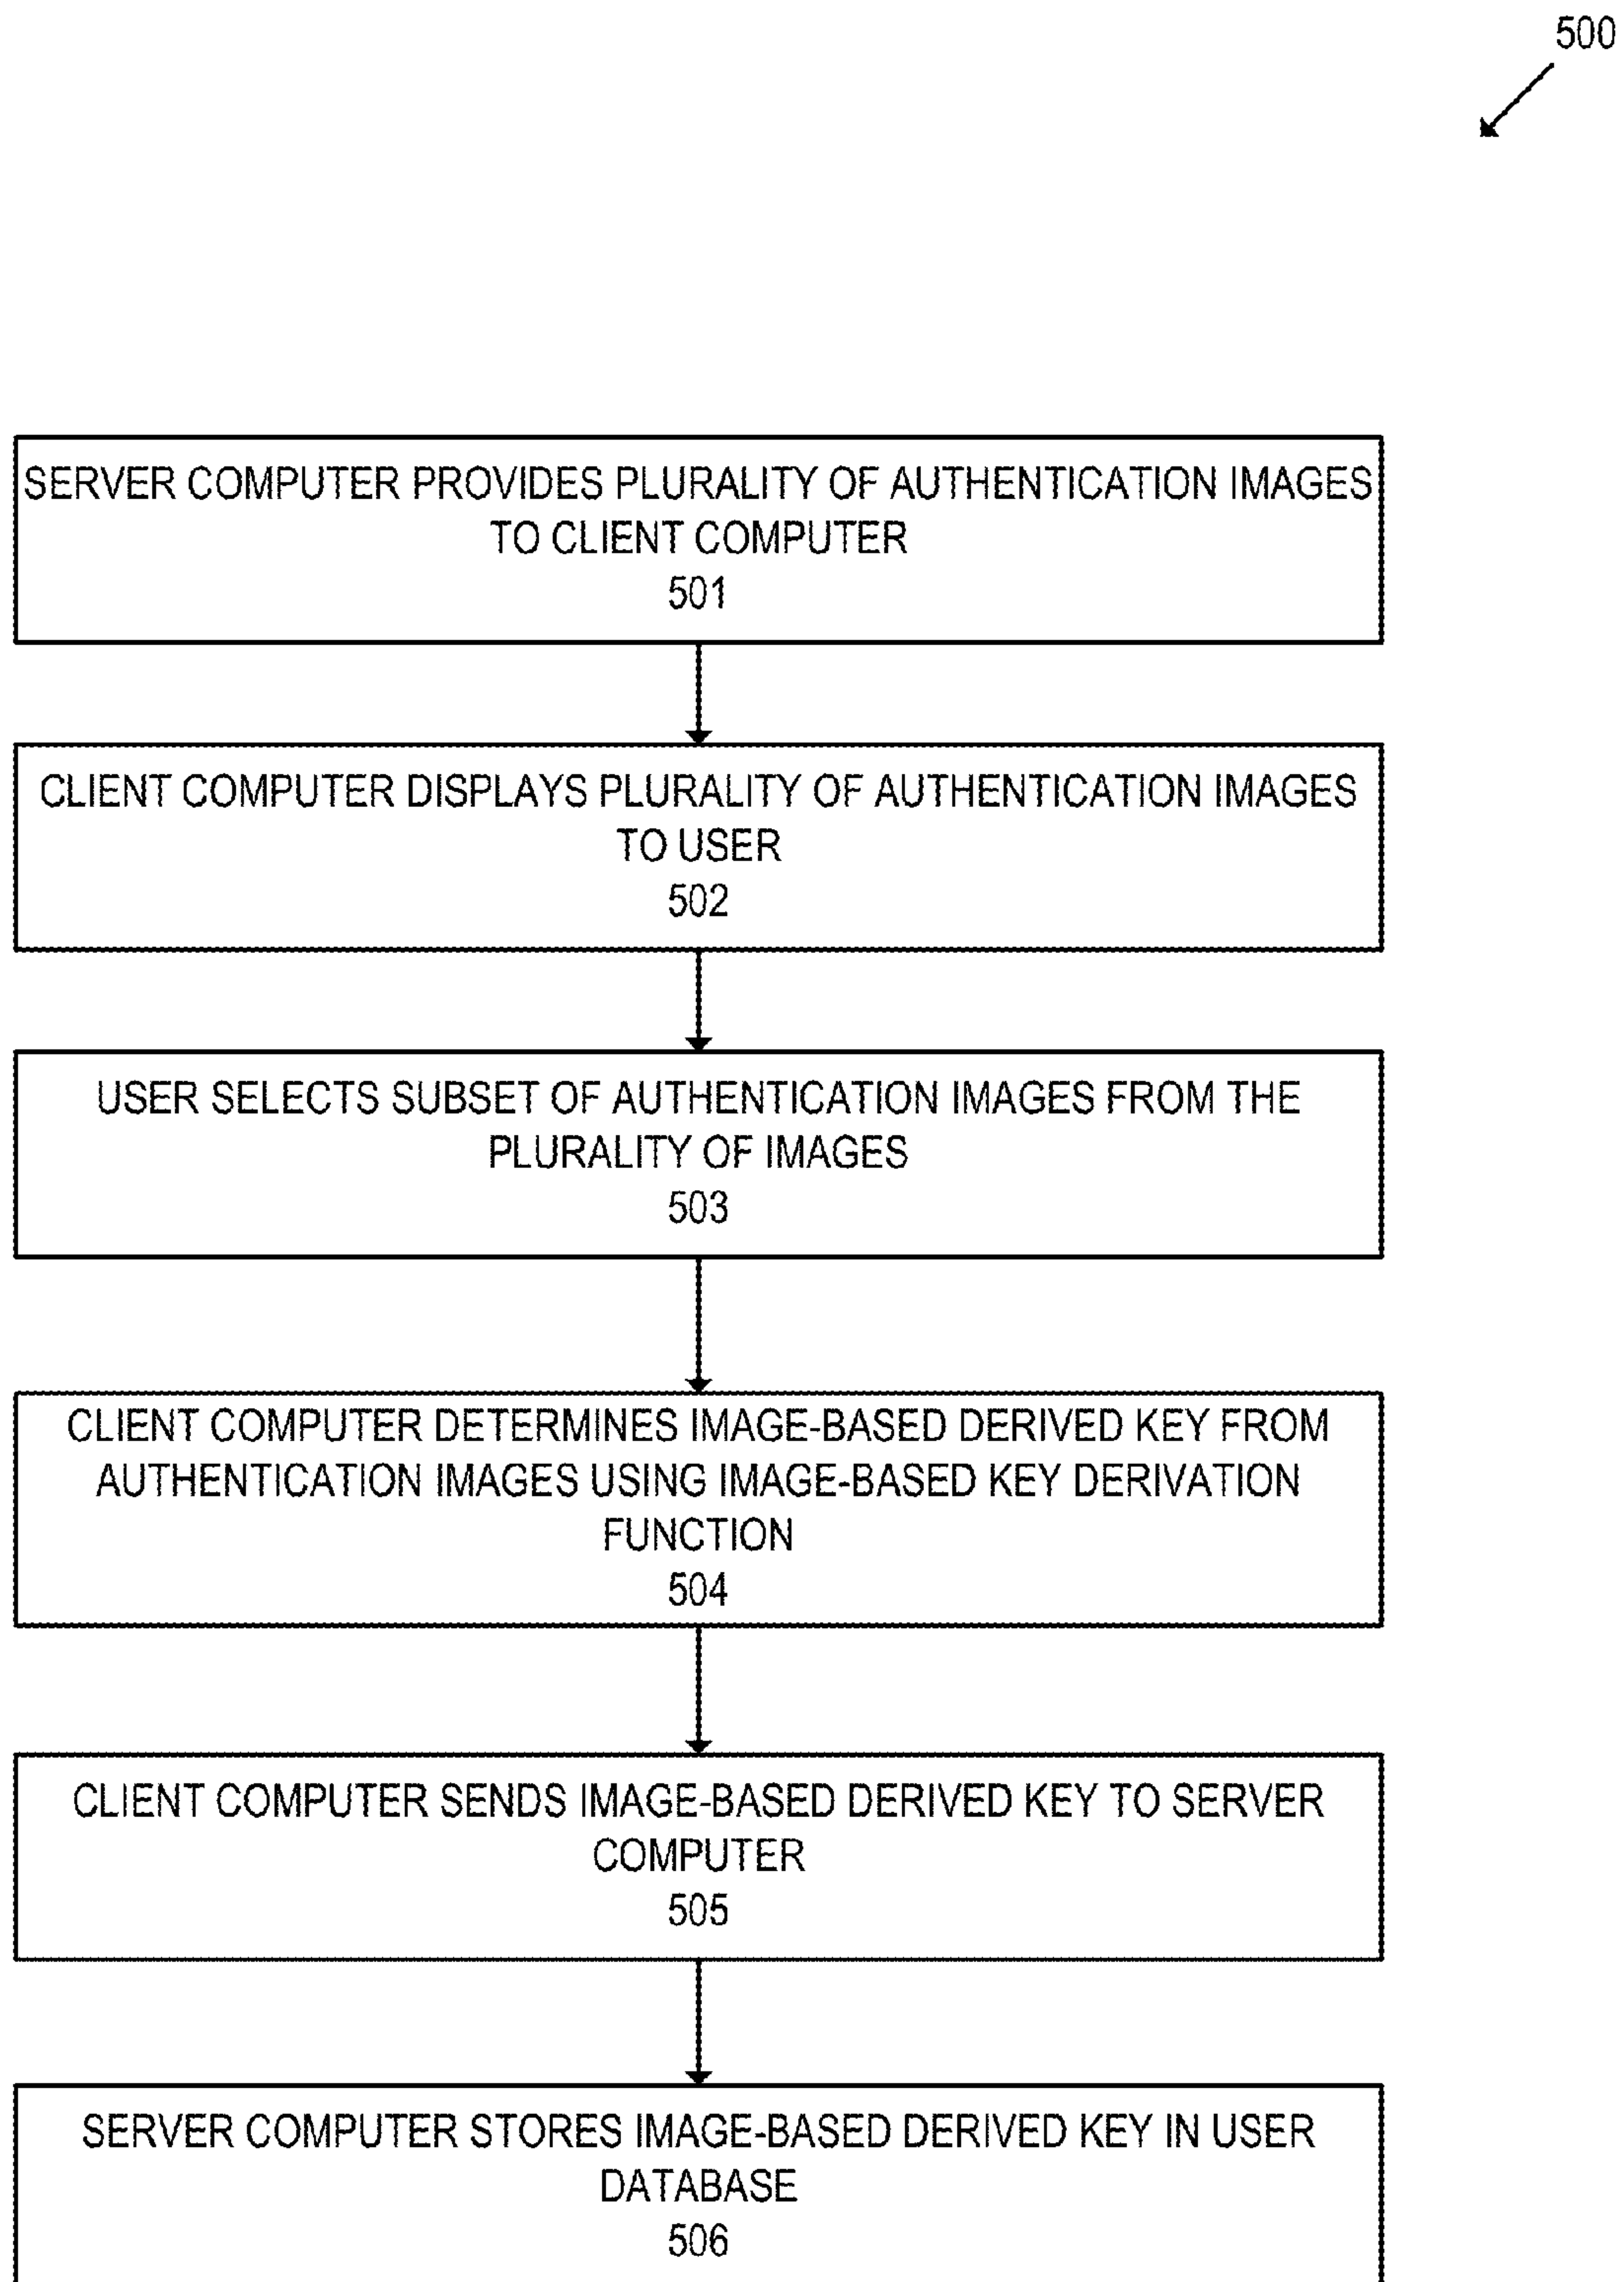 500
SERVER COMPUTER PROVIDES PLURALITY OF AUTHENTICATION IMAGES
TO CLIENT COMPUTER
501
CLIENT COMPUTER DISPLAYS PLURALITY OF AUTHENTICATION IMAGES
TO USER
502
USER SELECTS SUBSET OF AUTHENTICATION IMAGES FROM THE
PLURALITY OF IMAGES
503
CLIENT COMPUTER DETERMINES IMAGE-BASED DERIVED KEY FROM
AUTHENTICATION IMAGES USING IMAGE-BASED KEY DERIVATION
FUNCTION
504
CLIENT COMPUTER SENDS IMAGE-BASED DERIVED KEY TO SERVER
COMPUTER
505
SERVER COMPUTER STORES IMAGE-BASED DERIVED KEY IN USER
DATABASE
506